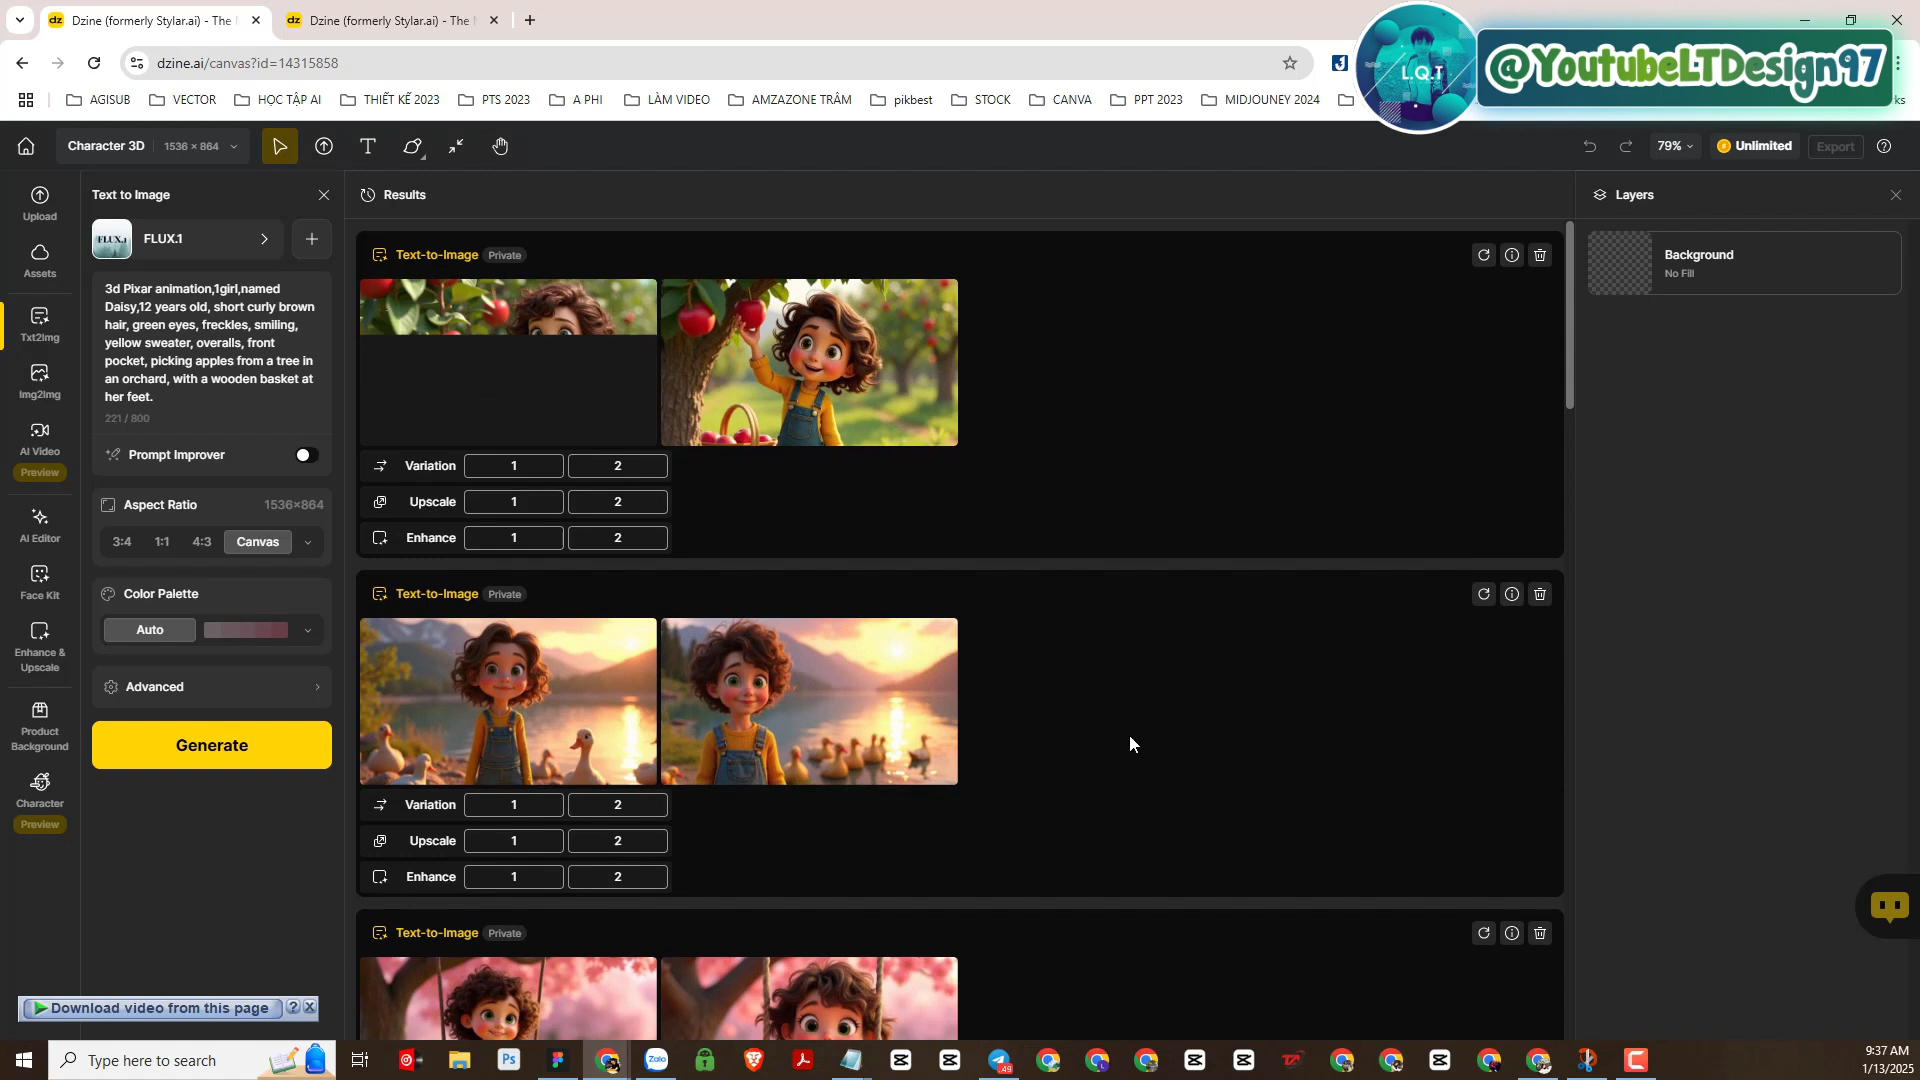 Dzine (formerly Stylar.ai) - The
Dzine (formerly Stylar.ai) - The
dzine.ai/canvas?id=14315858
AGISUB
VECTOR
HỌC TẬP AI
THIẾT KẾ 2023
PTS 2023
A PHI
LÀM VIDEO
AMZAZONE TRÂM
pikbest
STOCK
CANVA
PPT 2023
MIDJOUNEY 2024
L.Q.T
@YoutubeLTDesign97
Character 3D
1536 × 864
79%
Unlimited
Export
Upload
Assets
Txt2Img
Img2Img
AI Video
Preview
AI Editor
Face Kit
Enhance &
Upscale
Product
Background
Character
Preview
Text to Image
FLUX.1
FLUX.1
3d Pixar animation,1girl,named
Daisy,12 years old, short curly brown
hair, green eyes, freckles, smiling,
yellow sweater, overalls, front
pocket, picking apples from a tree in
an orchard, with a wooden basket at
her feet.
221 / 800
Prompt Improver
Aspect Ratio
1536×864
3:4
1:1
4:3
Canvas
Color Palette
Auto
Advanced
Generate
Results
Text-to-Image
Private
Variation
1
2
Upscale
1
2
Enhance
1
2
Text-to-Image
Private
Variation
1
2
Upscale
1
2
Enhance
1
2
Text-to-Image
Private
Layers
Background
No Fill
Download video from this page
Type here to search
Ps
Zalo
49
9:37 AM
1/13/2025